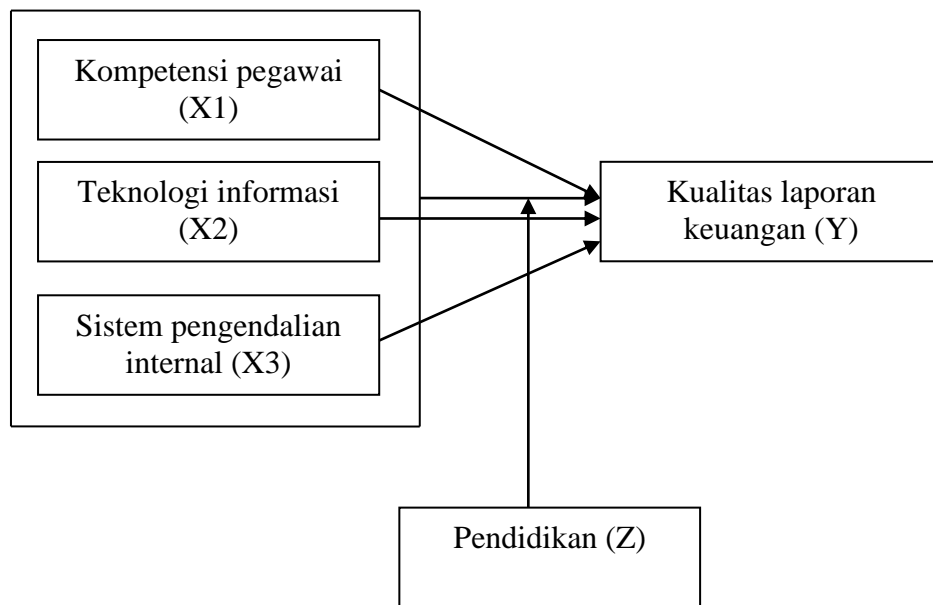 Kompetensi pegawai
(X1)
Teknologi informasi
(X2)
Sistem pengendalian
internal (X3)
Kualitas laporan
keuangan (Y)
Pendidikan (Z)